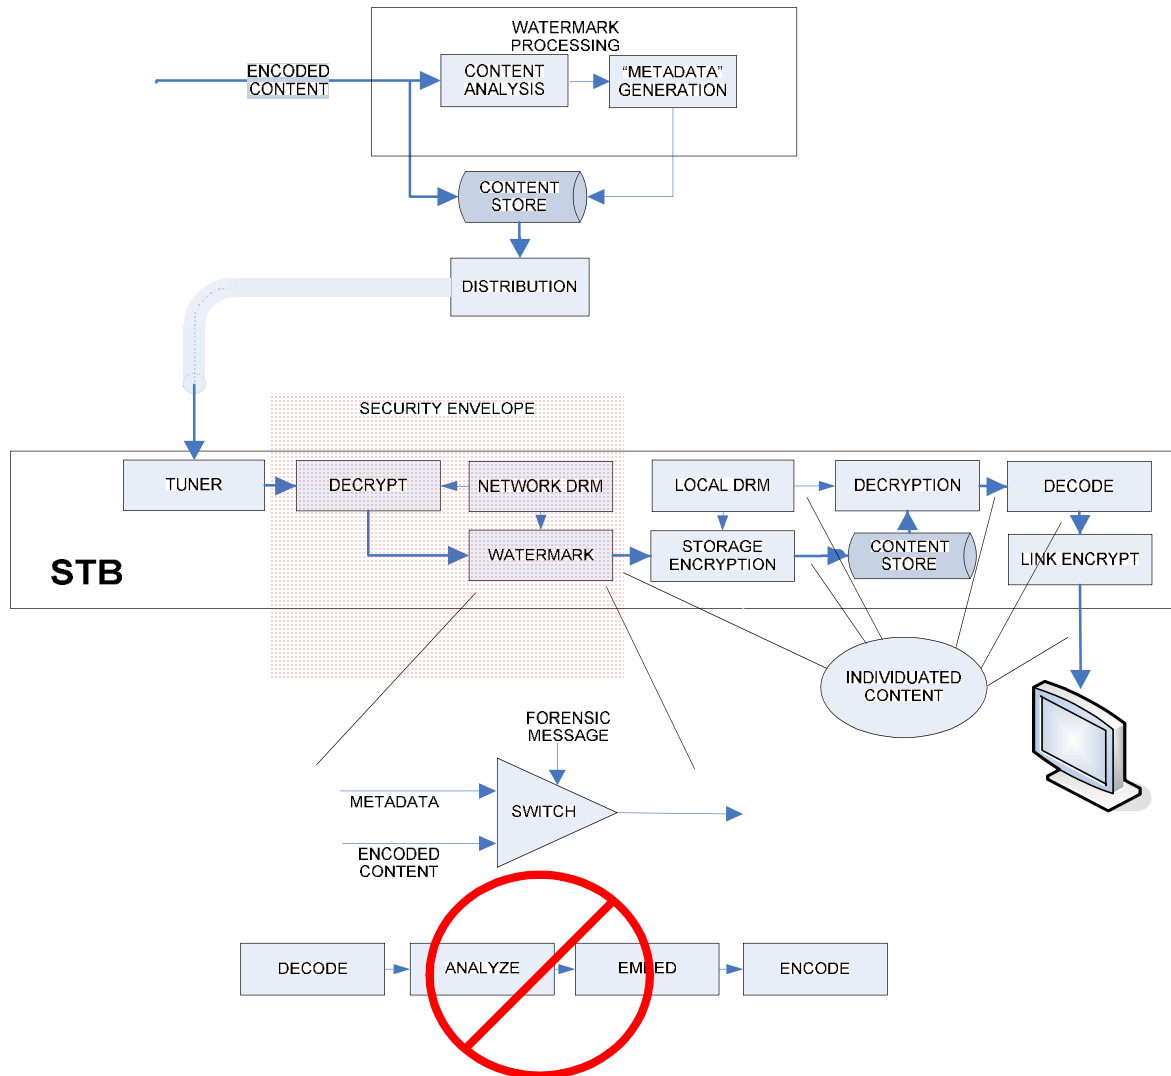 WATERMARK
PROCESSING
ENCODED
CONTENT
CONTENT
ANALYSIS
“METADATA”
GENERATION
CONTENT
STORE
DISTRIBUTION
SECURITY ENVELOPE
TUNER
DECRYPT
NETWORK DRM
LOCAL DRM
DECRYPTION
DECODE
STB
WATERMARK
STORAGE
ENCRYPTION
CONTENT
STORE
LINK ENCRYPT
INDIVIDUATED
CONTENT
FORENSIC
MESSAGE
METADATA
SWITCH
ENCODED
CONTENT
DECODE
ANALYZE
EMBED
ENCODE